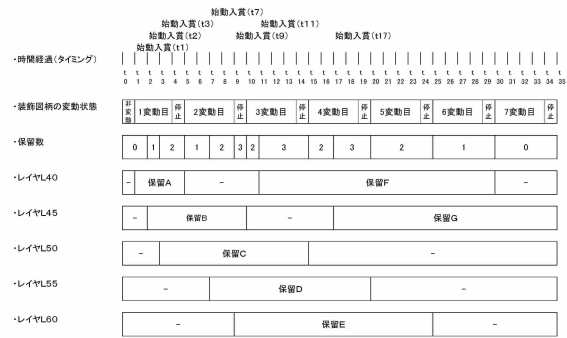 始動入賞(t7)
始動入賞(t3) 始動入賞(t11)
始動入賞(t2) 始動入賞(t9) 始動入賞(t17)
始動入賞(t1)
・時間経過(タイミング)
t t t t t t t t t t t t t t t t t t t t t t t t t t t t t t t t t t t t
0 1 2 3 4 5 6 7 8 9 10 11 12 13 14 15 16 17 18 19 20 21 22 23 24 25 26 27 28 29 30 31 32 33 34 35
・装飾図柄の変動状態 非変動 1変動目 停止 2変動目 停止 3変動目 停止 4変動目 停止 5変動目 停止 6変動目 停止 7変動目 停止
・保留数 0 1 2 1 2 3 2 3 2 3 2 1 0
・レイヤL40 - 保留A - 保留F -
・レイヤL45 - 保留B - 保留G
・レイヤL50 - 保留C -
・レイヤL55 - 保留D -
・レイヤL60 - 保留E -